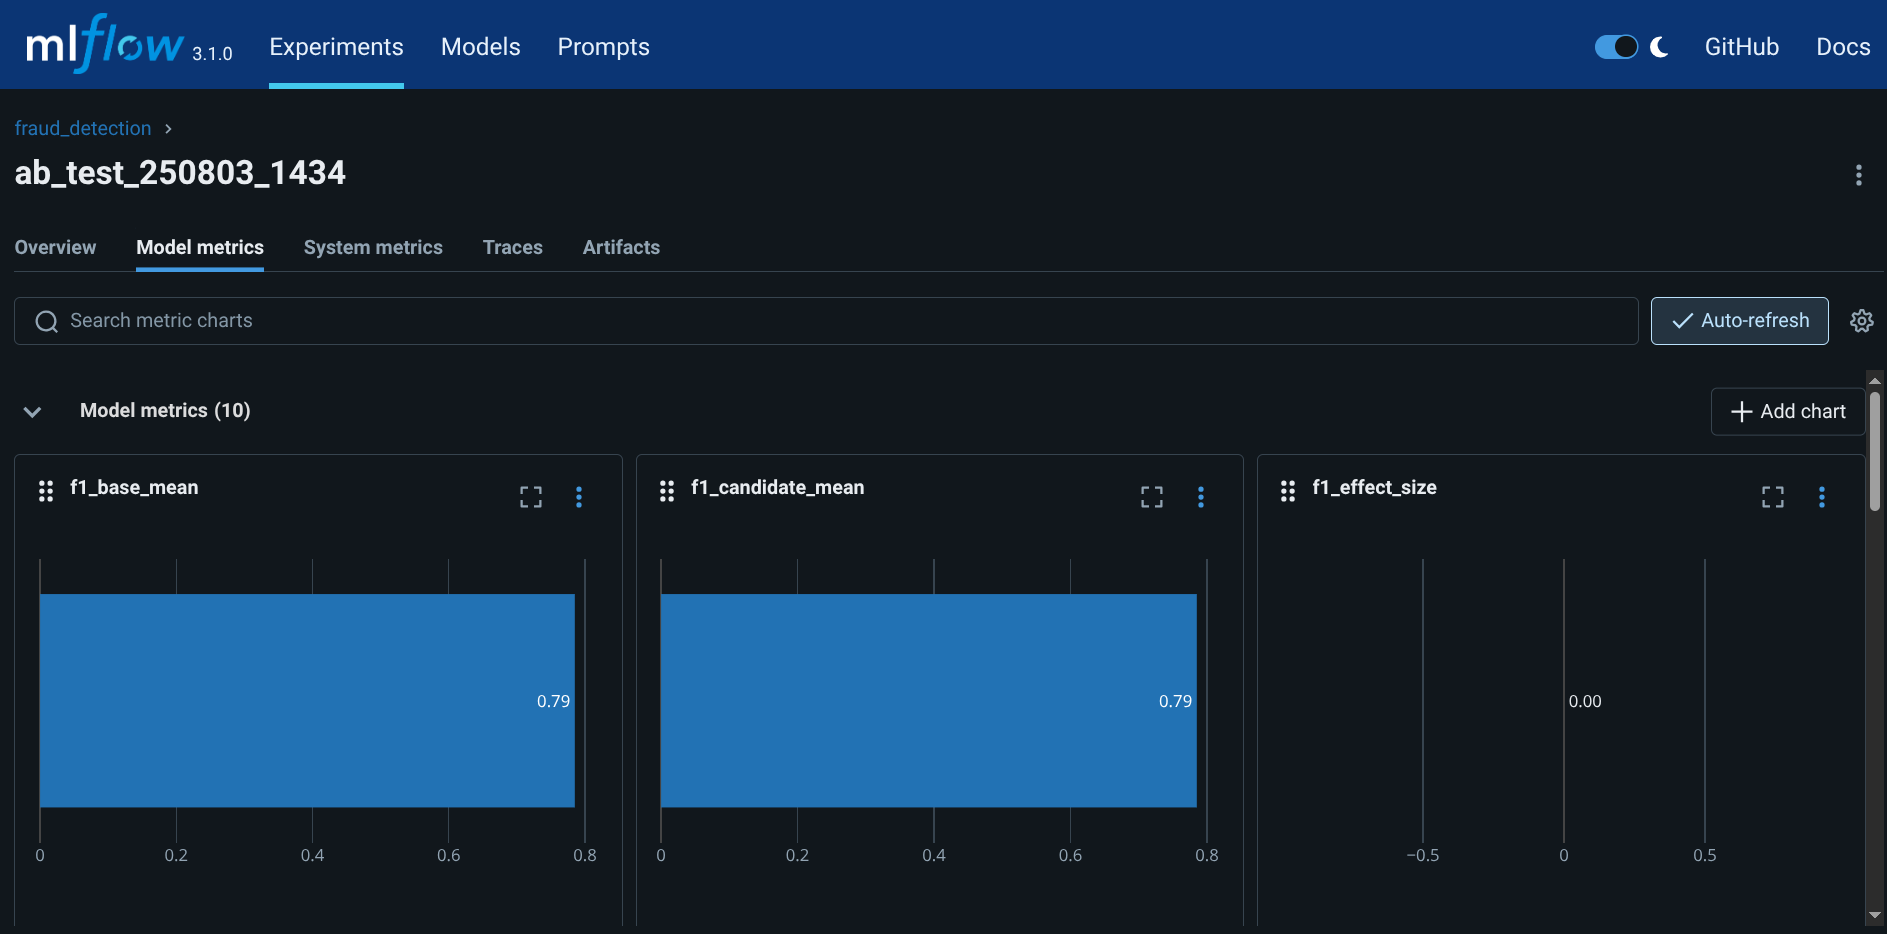 mlflow 3.1.0 Experiments Models Prompts GitHub Docs
fraud_detection
ab_test_250803_1434
Overview Model metrics System metrics Traces Artifacts
Search metric charts Auto-refresh
Model metrics (10) Add chart
f1_base_mean
0.79
0 0.2 0.4 0.6 0.8
f1_candidate_mean
0.79
0 0.2 0.4 0.6 0.8
f1_effect_size
0.00
−0.5 0 0.5